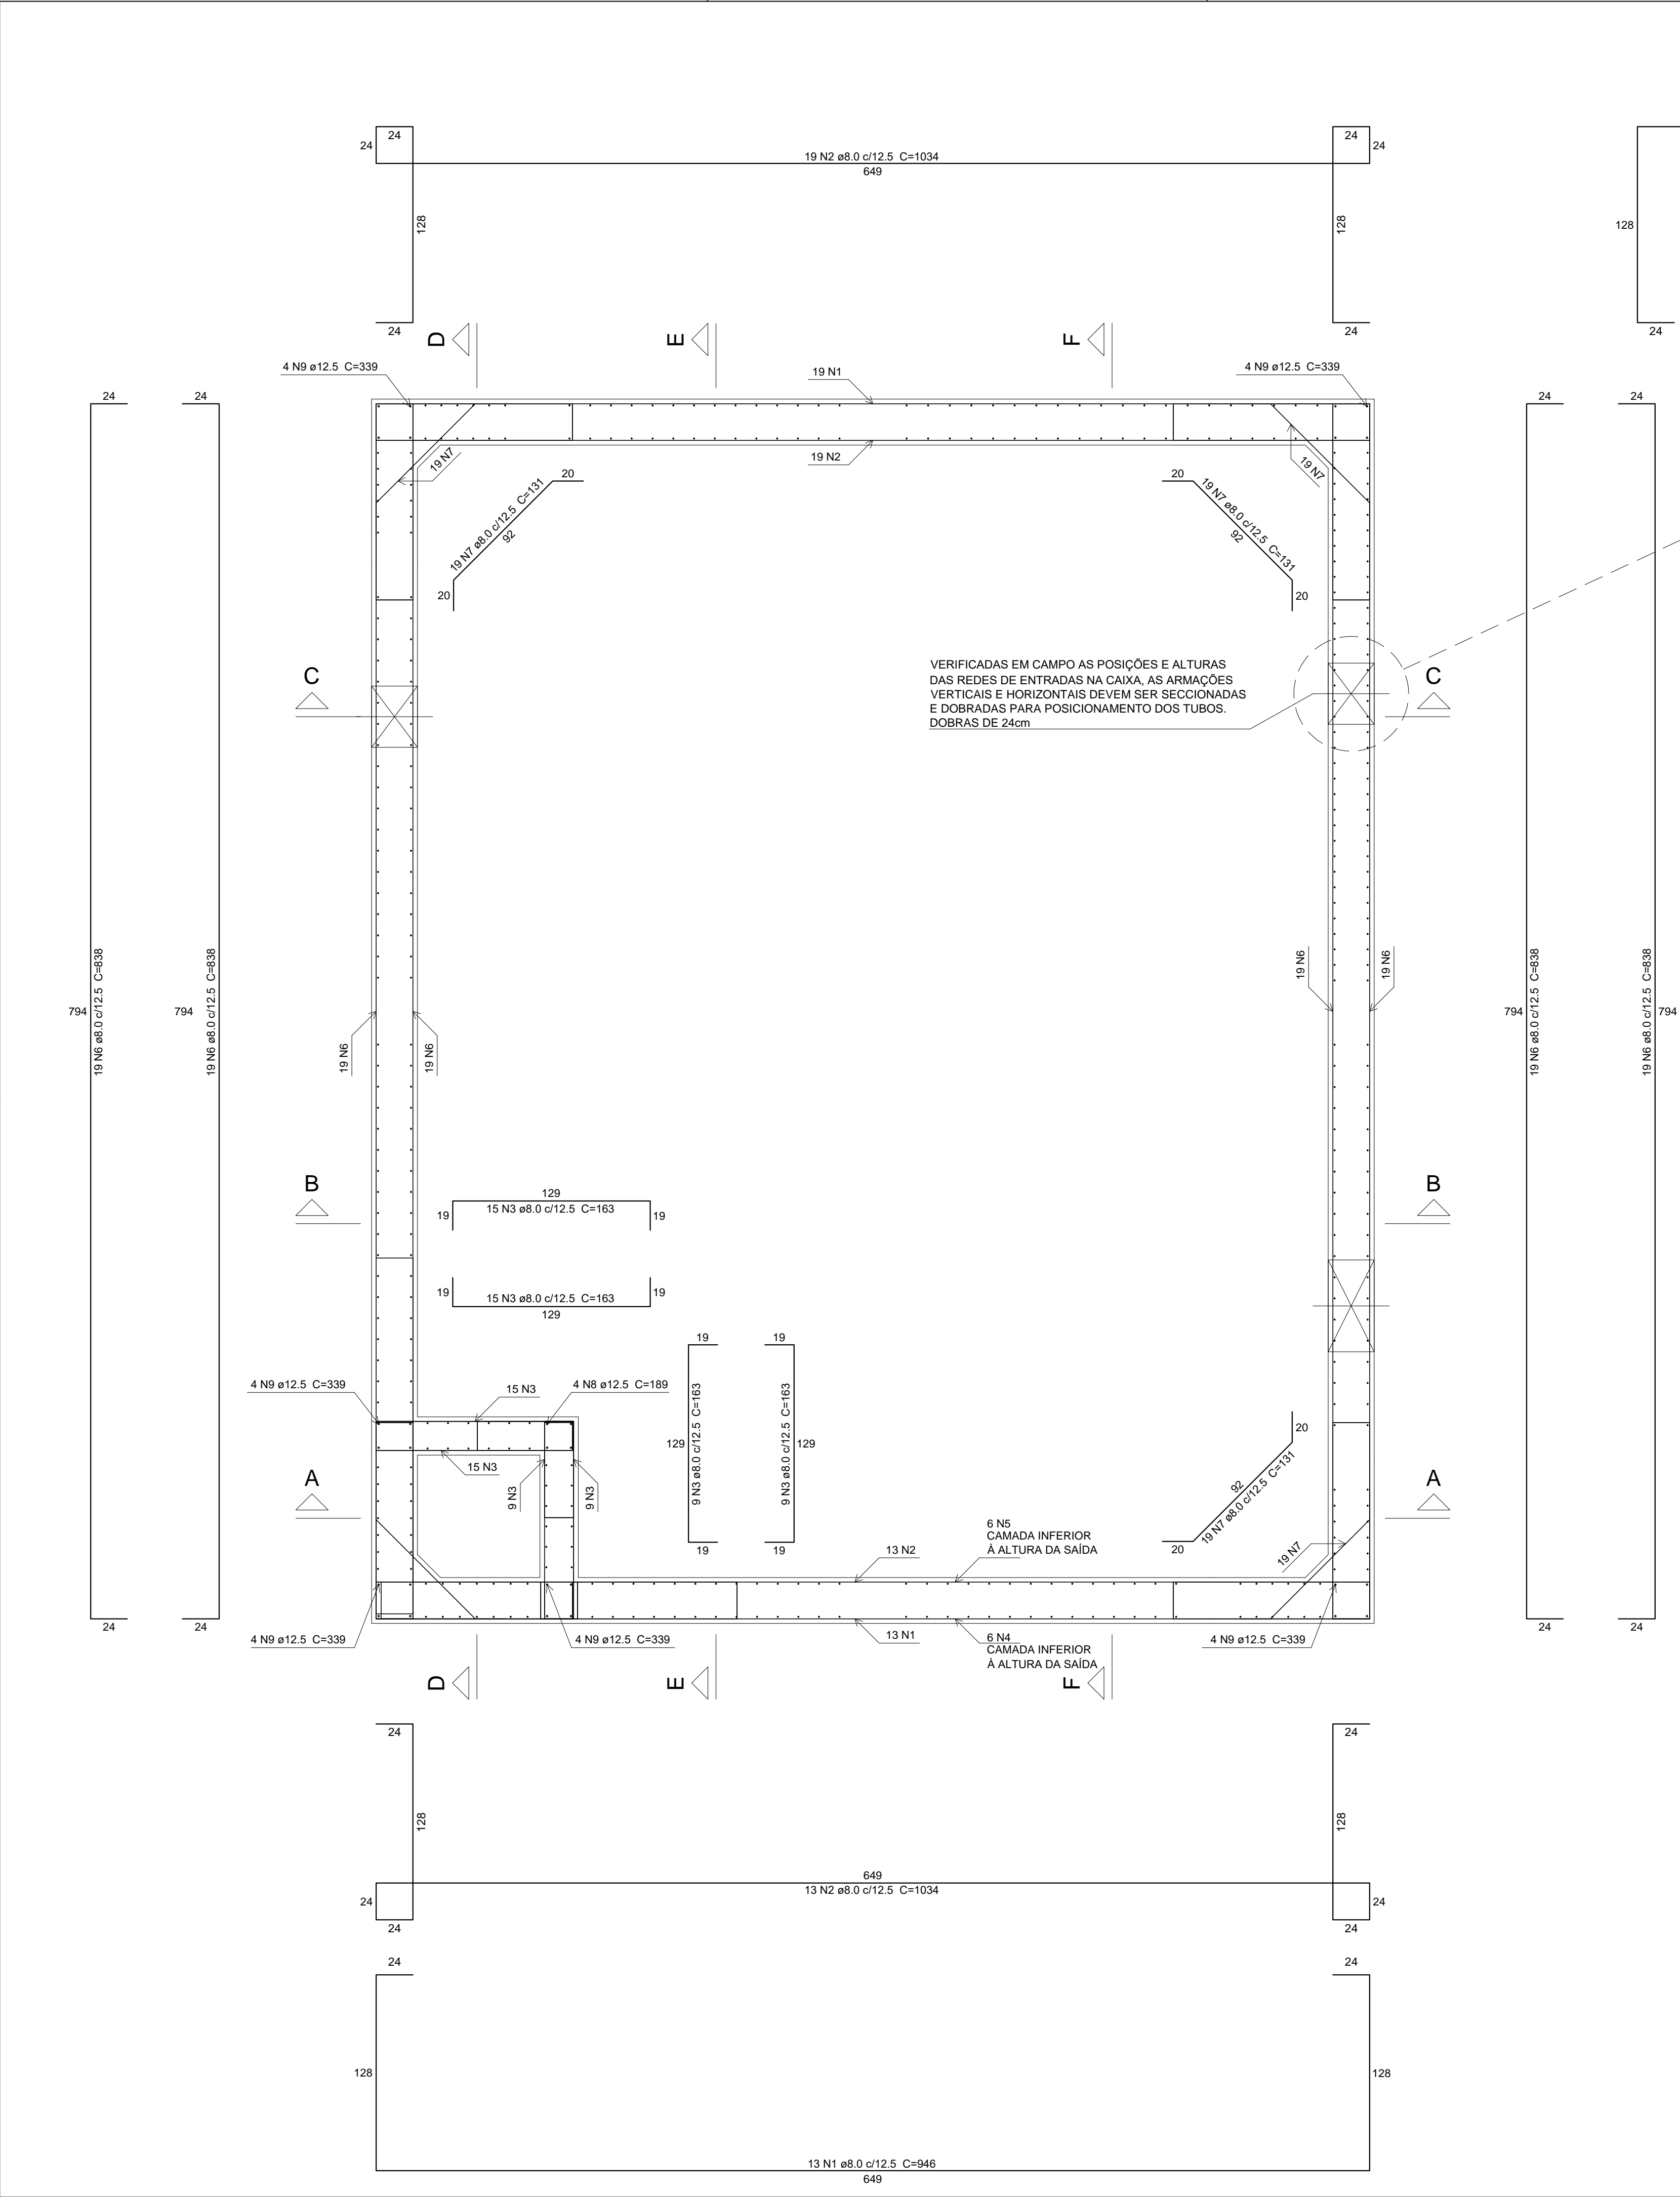 24
24
24
24
19 N2 ø8.0 c/12.5 C=1034
649
128
128
128
24
24
24
D
E
F
4 N9 ø12.5 C=339
19 N1
4 N9 ø12.5 C=339
24
24
24
24
19 N2
19 N7
19 N7
20
19 N7 ø8.0 c/12.5 C=131
92
20
20
19 N7 ø8.0 c/12.5 C=131
92
20
VERIFICADAS EM CAMPO AS POSIÇÕES E ALTURAS
DAS REDES DE ENTRADAS NA CAIXA, AS ARMAÇÕES
VERTICAIS E HORIZONTAIS DEVEM SER SECCIONADAS
E DOBRADAS PARA POSICIONAMENTO DOS TUBOS.
DOBRAS DE 24cm
C
C
794
19 N6 ø8.0 c/12.5 C=838
794
19 N6 ø8.0 c/12.5 C=838
19 N6
19 N6
19 N6
19 N6
794
19 N6 ø8.0 c/12.5 C=838
19 N6 ø8.0 c/12.5 C=838
794
B
B
129
15 N3 ø8.0 c/12.5 C=163
19
19
19
15 N3 ø8.0 c/12.5 C=163
19
129
19
19
4 N9 ø12.5 C=339
15 N3
4 N8 ø12.5 C=189
129
9 N3 ø8.0 c/12.5 C=163
9 N3 ø8.0 c/12.5 C=163
129
15 N3
9 N3
9 N3
A
A
19
19
20
92
19 N7 ø8.0 c/12.5 C=131
20
19 N7
13 N2
6 N5
CAMADA INFERIOR
À ALTURA DA SAÍDA
24
24
24
24
4 N9 ø12.5 C=339
4 N9 ø12.5 C=339
13 N1
6 N4
CAMADA INFERIOR
À ALTURA DA SAÍDA
4 N9 ø12.5 C=339
D
E
F
24
24
128
128
649
13 N2 ø8.0 c/12.5 C=1034
24
24
24
24
24
24
128
128
13 N1 ø8.0 c/12.5 C=946
649